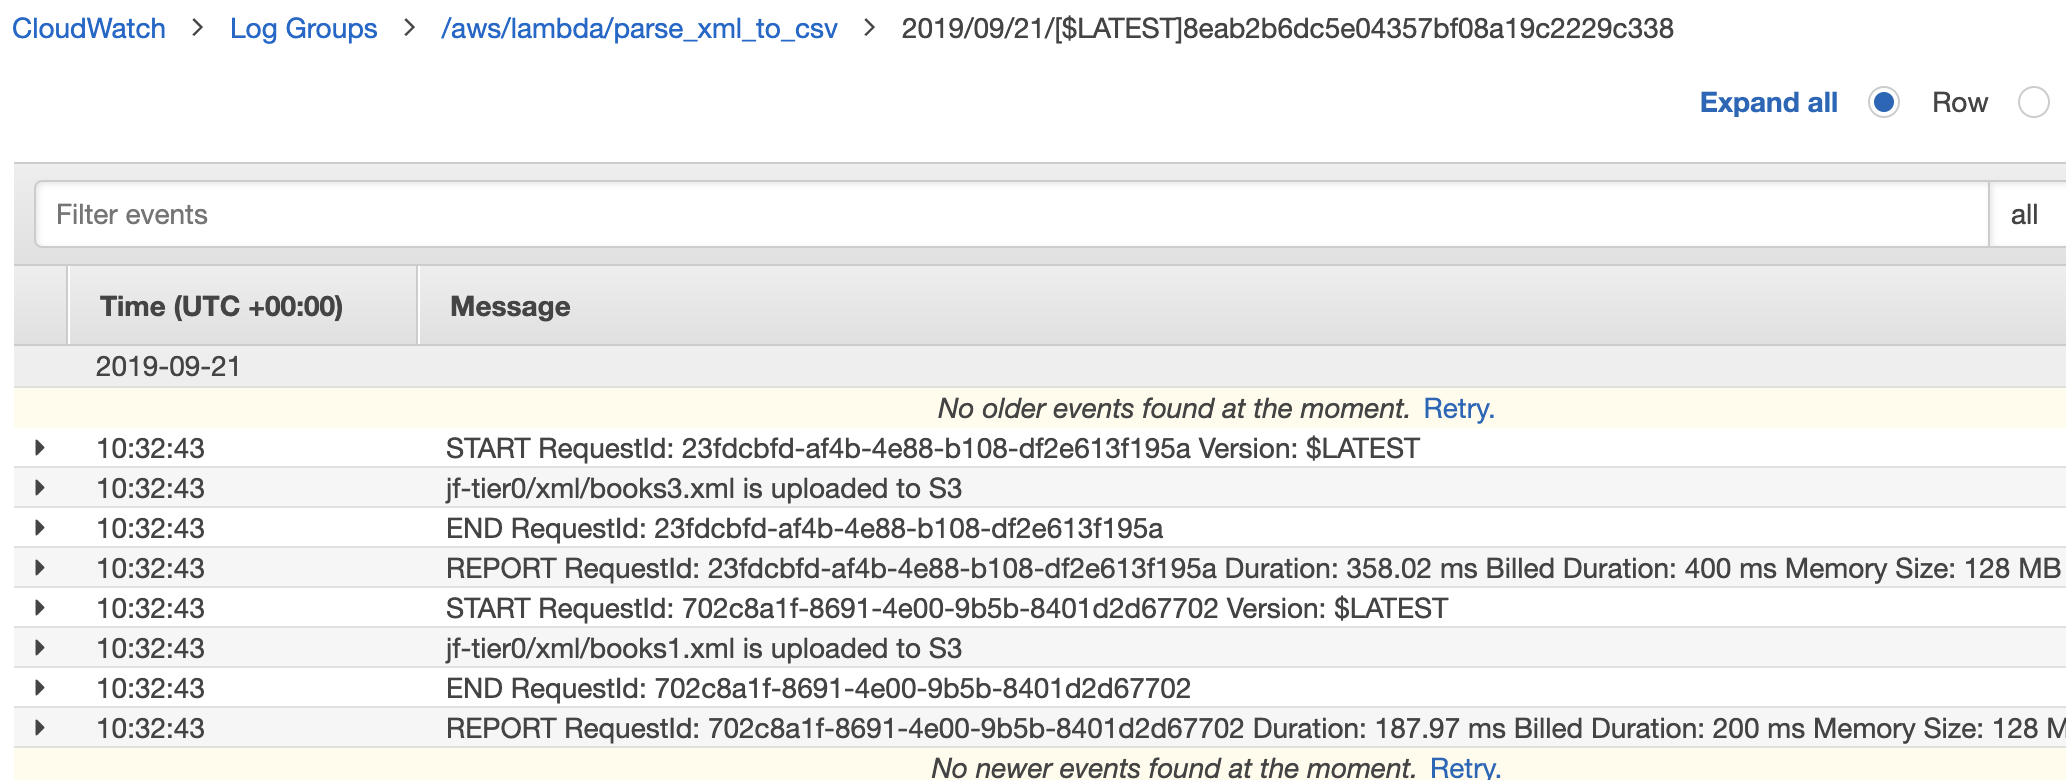 CloudWatch > Log Groups > /aws/lambda/parse_xml_to_csv > 2019/09/21/[$LATEST]8eab2b6dc5e04357bf08a19c2229c338
Expand all Row
Filter events all
Time (UTC +00:00) Message
2019-09-21
No older events found at the moment. Retry.
10:32:43 START RequestId: 23fdcbfd-af4b-4e88-b108-df2e613f195a Version: $LATEST
10:32:43 jf-tier0/xml/books3.xml is uploaded to S3
10:32:43 END RequestId: 23fdcbfd-af4b-4e88-b108-df2e613f195a
10:32:43 REPORT RequestId: 23fdcbfd-af4b-4e88-b108-df2e613f195a Duration: 358.02 ms Billed Duration: 400 ms Memory Size: 128 MB
10:32:43 START RequestId: 702c8a1f-8691-4e00-9b5b-8401d2d67702 Version: $LATEST
10:32:43 jf-tier0/xml/books1.xml is uploaded to S3
10:32:43 END RequestId: 702c8a1f-8691-4e00-9b5b-8401d2d67702
10:32:43 REPORT RequestId: 702c8a1f-8691-4e00-9b5b-8401d2d67702 Duration: 187.97 ms Billed Duration: 200 ms Memory Size: 128 M
No newer events found at the moment. Retry.